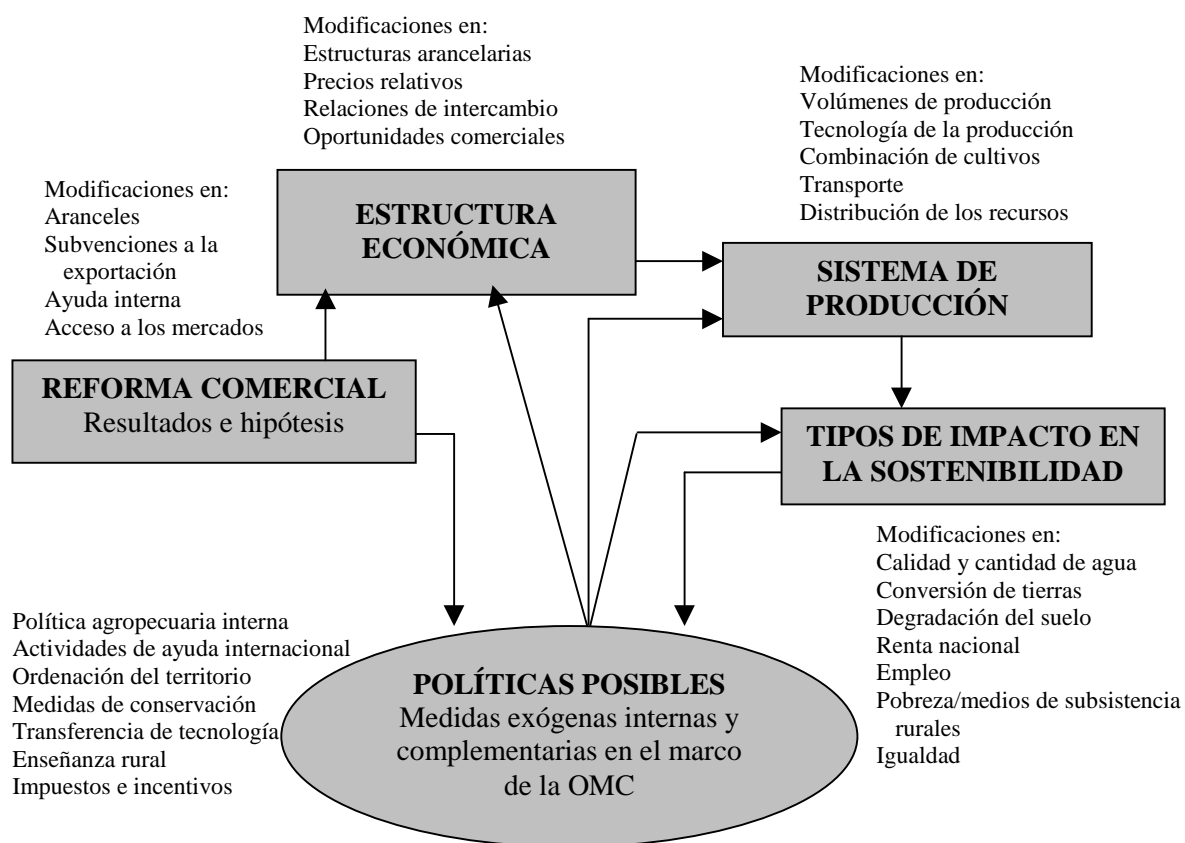 Modificaciones en:
Estructuras arancelarias
Precios relativos
Relaciones de intercambio
Oportunidades comerciales
Modificaciones en:
Volúmenes de producción
Tecnología de la producción
Combinación de cultivos
Transporte
Distribución de los recursos
Modificaciones en:
Aranceles
Subvenciones a la
exportación
Ayuda interna
Acceso a los mercados
ESTRUCTURA
ECONÓMICA
SISTEMA DE
PRODUCCIÓN
REFORMA COMERCIAL
Resultados e hipótesis
TIPOS DE IMPACTO EN
LA SOSTENIBILIDAD
Modificaciones en:
Calidad y cantidad de agua
Conversión de tierras
Degradación del suelo
Renta nacional
Empleo
Pobreza/medios de subsistencia
rurales
Igualdad
Política agropecuaria interna
Actividades de ayuda internacional
Ordenación del territorio
Medidas de conservación
Transferencia de tecnología
Enseñanza rural
Impuestos e incentivos
POLÍTICAS POSIBLES
Medidas exógenas internas y
complementarias en el marco
de la OMC